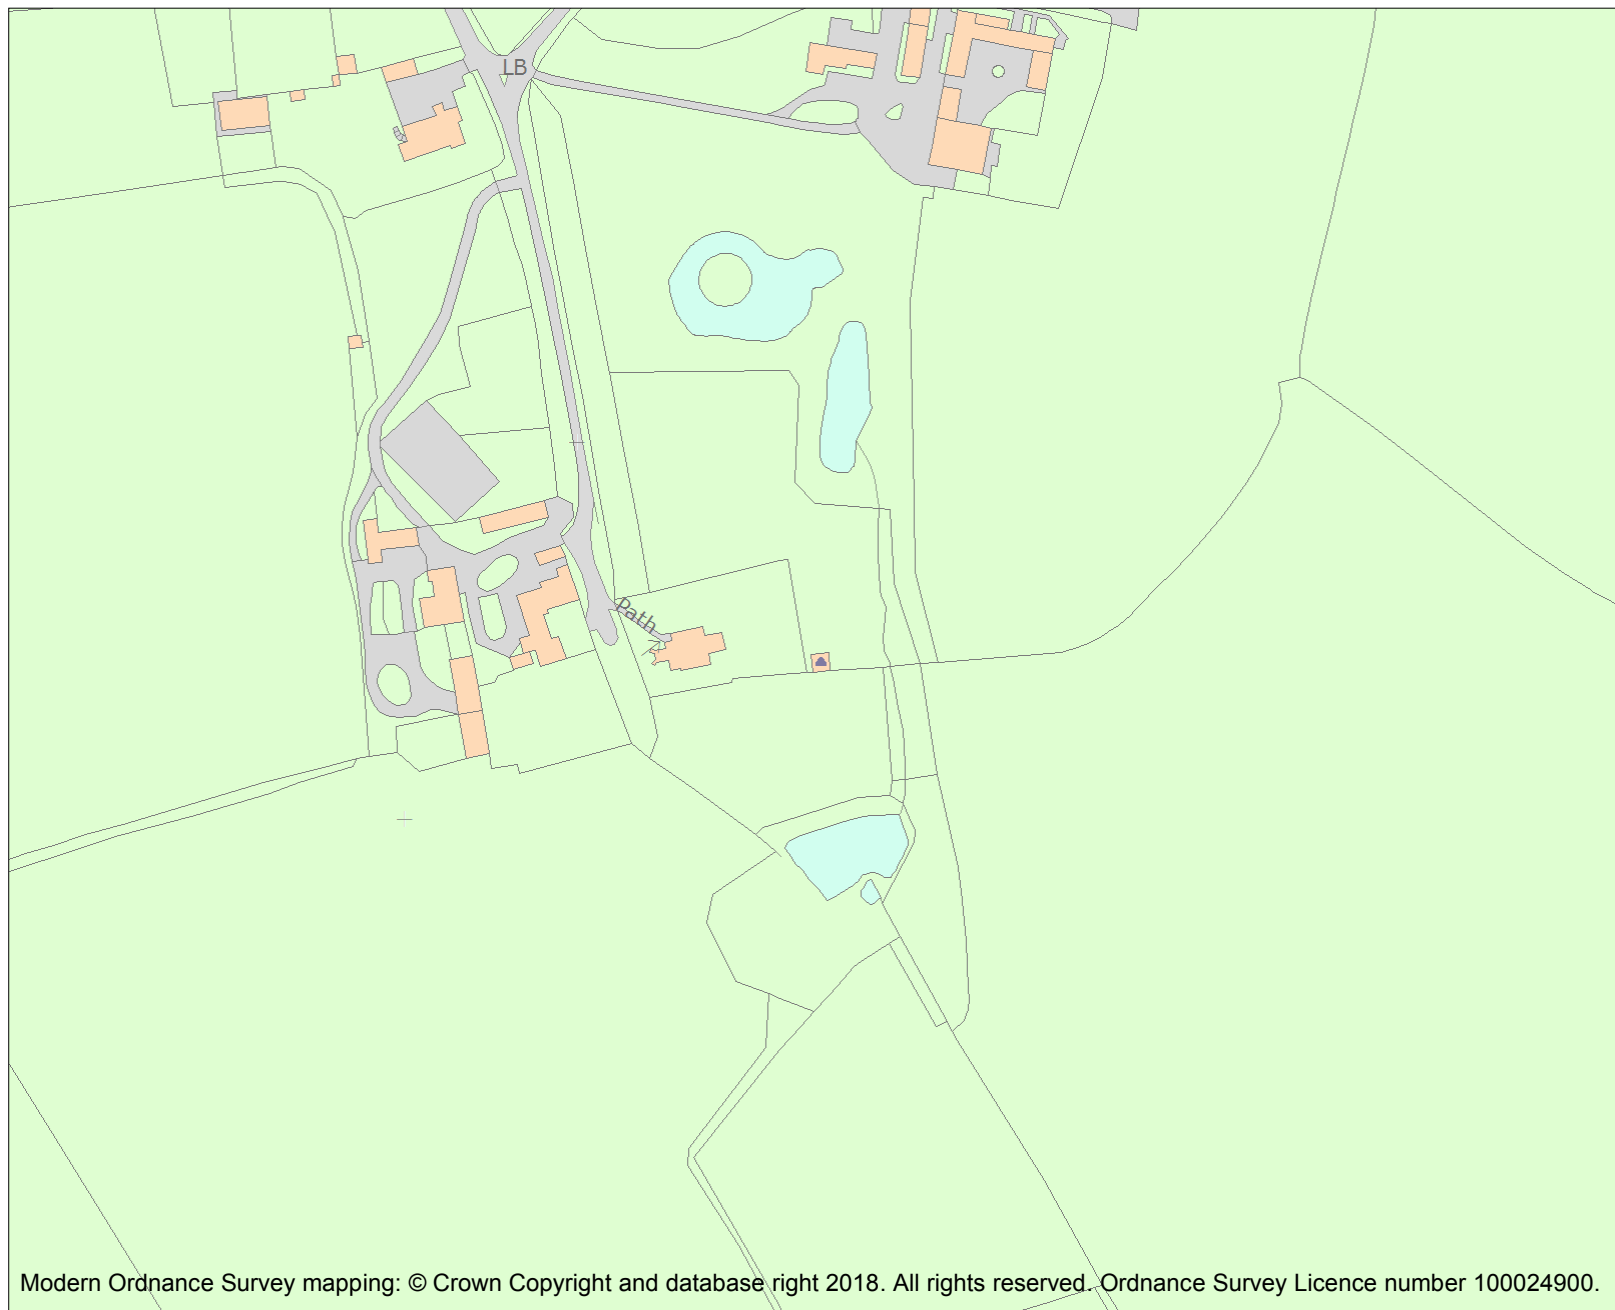 LB
Path
Modern Ordnance Survey mapping: © Crown Copyright and database right 2018. All rights reserved. Ordnance Survey Licence number 100024900.